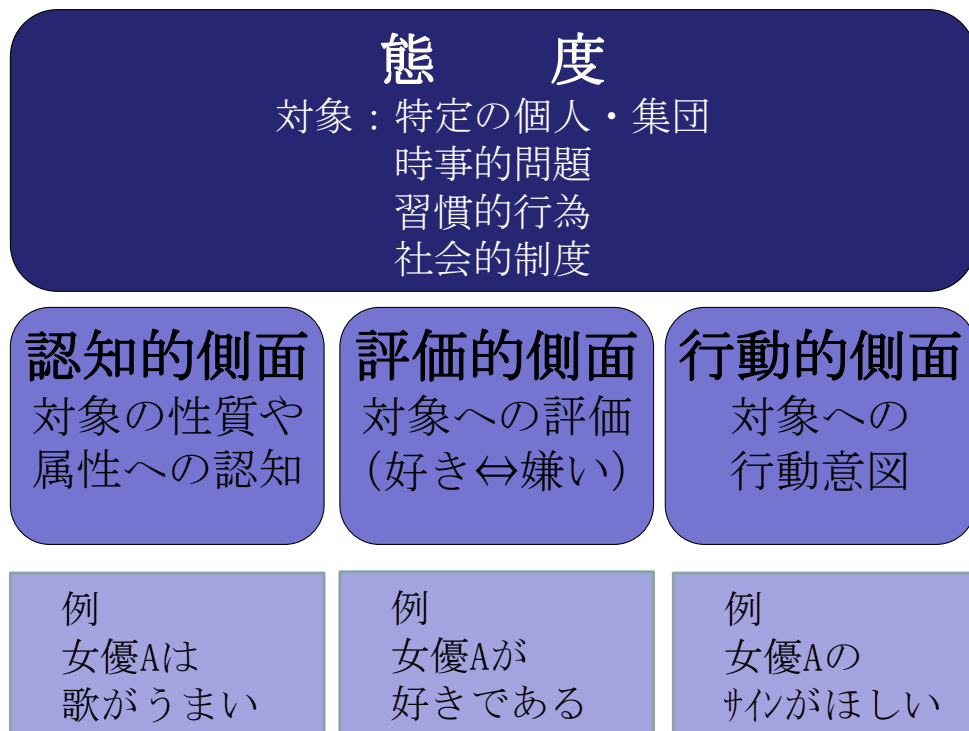 態　　度
対象：特定の個人・集団
時事的問題
習慣的行為
社会的制度
認知的側面
対象の性質や
属性への認知
評価的側面
対象への評価
(好き⇔嫌い)
行動的側面
対象への
行動意図
例
女優Aは
歌がうまい
例
女優Aが
好きである
例
女優Aの
ｻｲﾝがほしい